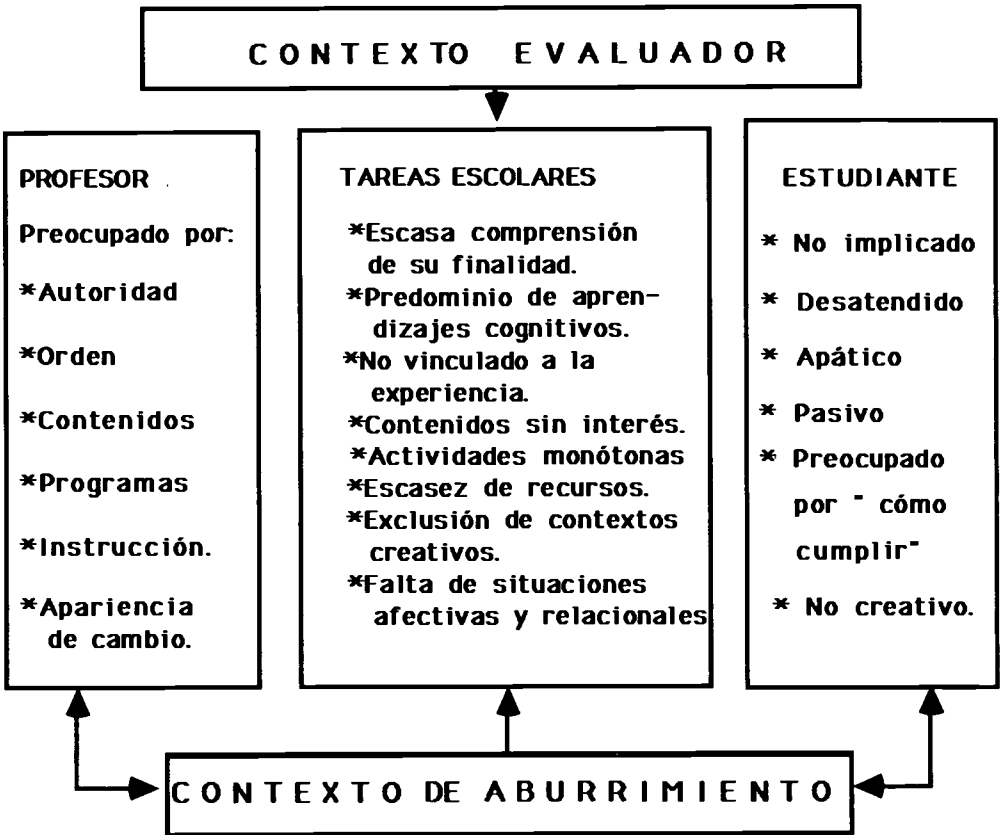 CONTEXTO EVALUADOR
PROFESOR
Preocupado por:
*Autoridad
*Orden
*Contenidos
*Programas
*Instrucción.
*Apariencia
de cambio.
TAREAS ESCOLARES
*Escasa comprensión
de su finalidad.
*Predominio de apren-
dizajes cognitivos.
*No vinculado a la
experiencia.
*Contenidos sin interés.
*Actividades monótonas
*Escasez de recursos.
*Exclusión de contextos
creativos.
*Falta de situaciones
afectivas y relacionales
ESTUDIANTE
* No implicado
* Desatendido
* Apático
* Pasivo
* Preocupado
por " cómo
cumplir"
* No creativo.
CONTEXTO DE ABURRIMIENTO